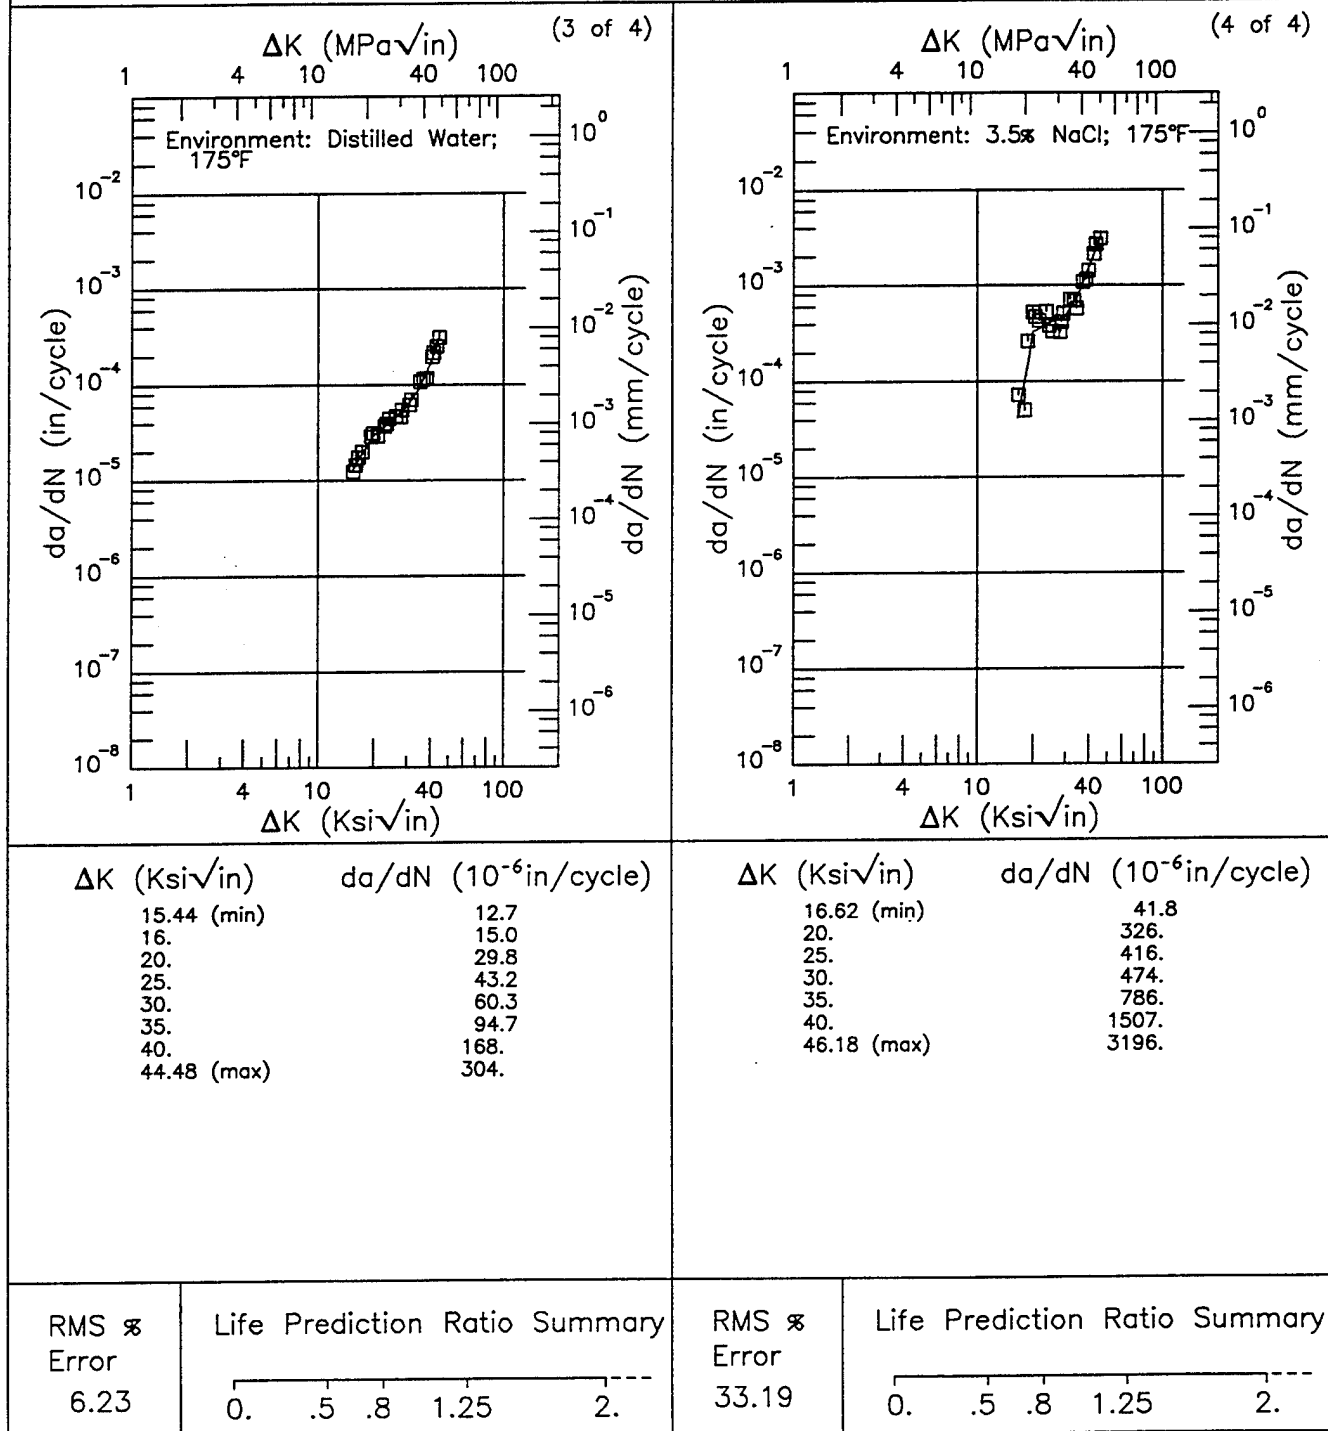 (3 of 4)
ΔK (MPa√in)
1 4 10 40 100
Environment: Distilled Water;
175°F
10⁰
10⁻²
10⁻¹
10⁻³
10⁻²
10⁻⁴
10⁻³
10⁻⁵
10⁻⁴
10⁻⁶
10⁻⁵
10⁻⁷
10⁻⁶
10⁻⁸
da/dN (in/cycle)
da/dN (mm/cycle)
1 4 10 40 100
ΔK (Ksi√in)
ΔK (Ksi√in) da/dN (10⁻⁶in/cycle)
15.44 (min) 12.7
16. 15.0
20. 29.8
25. 43.2
30. 60.3
35. 94.7
40. 168.
44.48 (max) 304.
RMS % Error
6.23
Life Prediction Ratio Summary
0. .5 .8 1.25 2.
(4 of 4)
ΔK (MPa√in)
1 4 10 40 100
Environment: 3.5% NaCl; 175°F
10⁰
10⁻²
10⁻¹
10⁻³
10⁻²
10⁻⁴
10⁻³
10⁻⁵
10⁻⁴
10⁻⁶
10⁻⁵
10⁻⁷
10⁻⁶
10⁻⁸
da/dN (in/cycle)
da/dN (mm/cycle)
1 4 10 40 100
ΔK (Ksi√in)
ΔK (Ksi√in) da/dN (10⁻⁶in/cycle)
16.62 (min) 41.8
20. 326.
25. 416.
30. 474.
35. 786.
40. 1507.
46.18 (max) 3196.
RMS % Error
33.19
Life Prediction Ratio Summary
0. .5 .8 1.25 2.